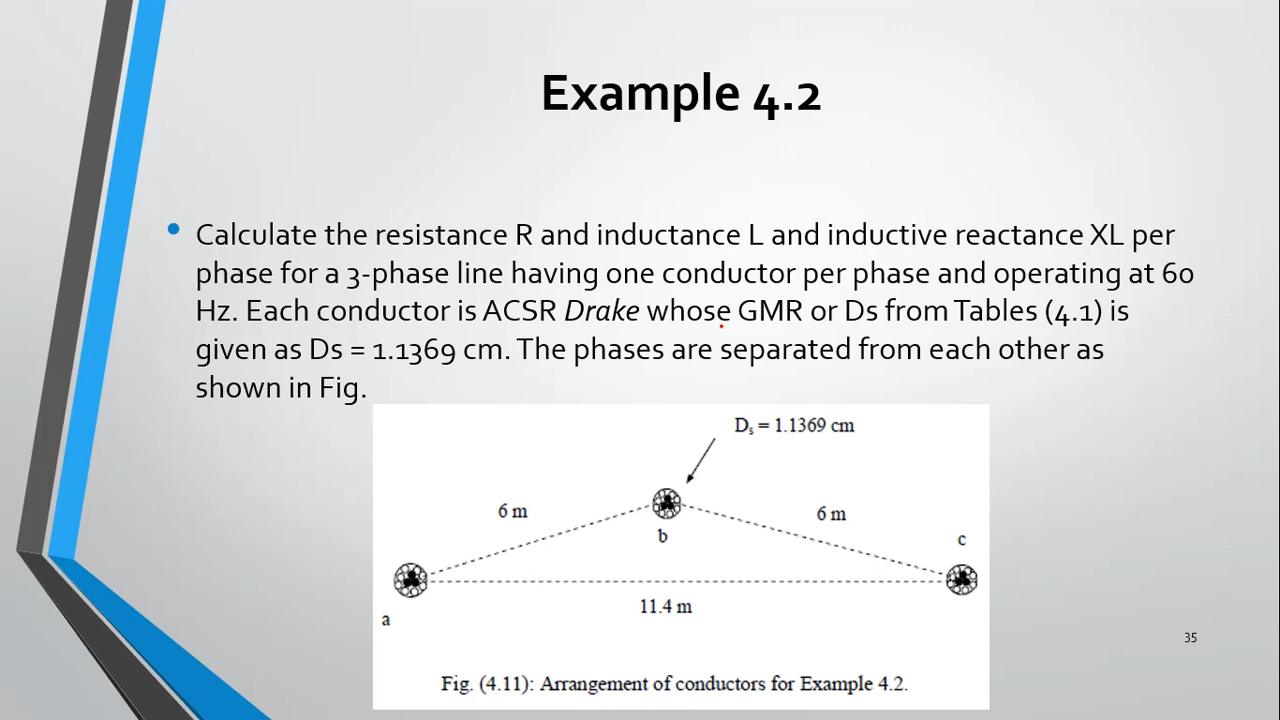 Example 4.2
• Calculate the resistance R and inductance L and inductive reactance XL per
phase for a 3-phase line having one conductor per phase and operating at 60
Hz. Each conductor is ACSR Drake whose GMR or Ds from Tables (4.1) is
given as Ds = 1.1369 cm. The phases are separated from each other as
shown in Fig.
Ds = 1.1369 cm
6 m
6 m
b
c
11.4 m
a
35
Fig. (4.11): Arrangement of conductors for Example 4.2.